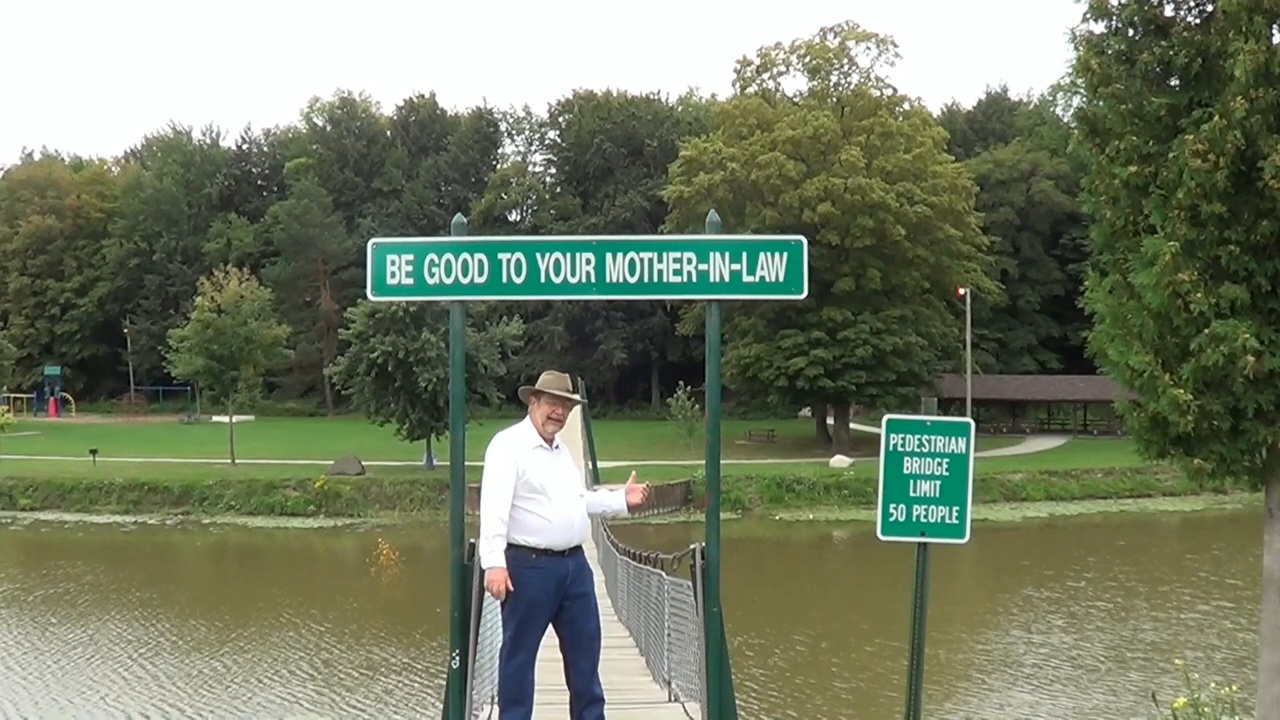 BE GOOD TO YOUR MOTHER-IN-LAW
PEDESTRIAN
BRIDGE
LIMIT
50 PEOPLE